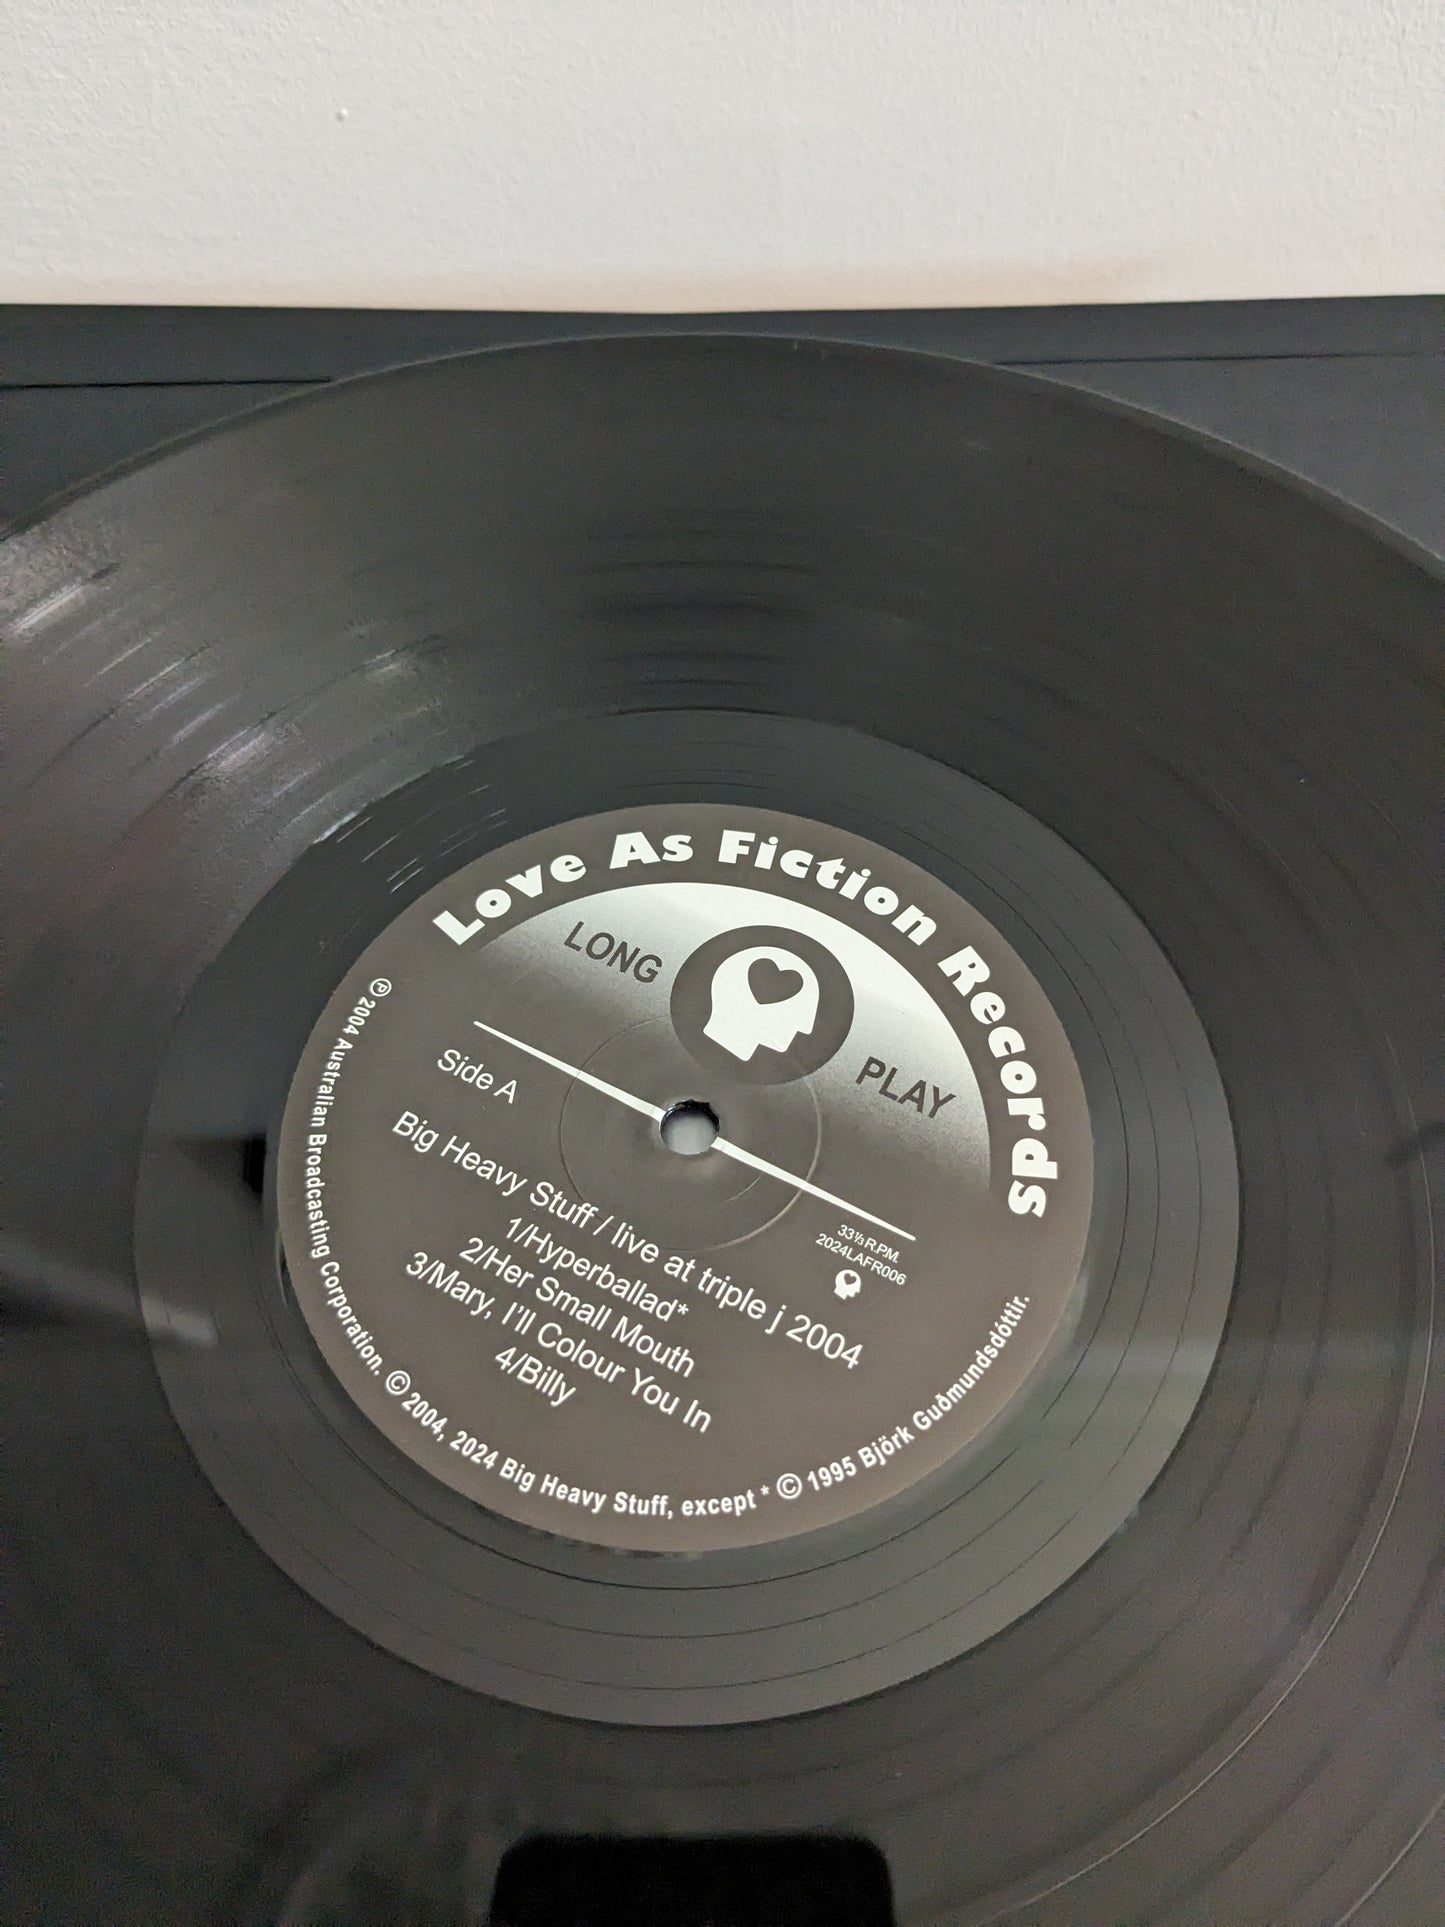 Love As Fiction Records
LONG
PLAY
Side A
33⅓ R.P.M.
2024LAFR006
Big Heavy Stuff / live at triple j 2004
1/Hyperballad*
2/Her Small Mouth
3/Mary, I'll Colour You In
4/Billy
℗ 2004 Australian Broadcasting Corporation. © 2004, 2024 Big Heavy Stuff, except * © 1995 Björk Guðmundsdóttir.